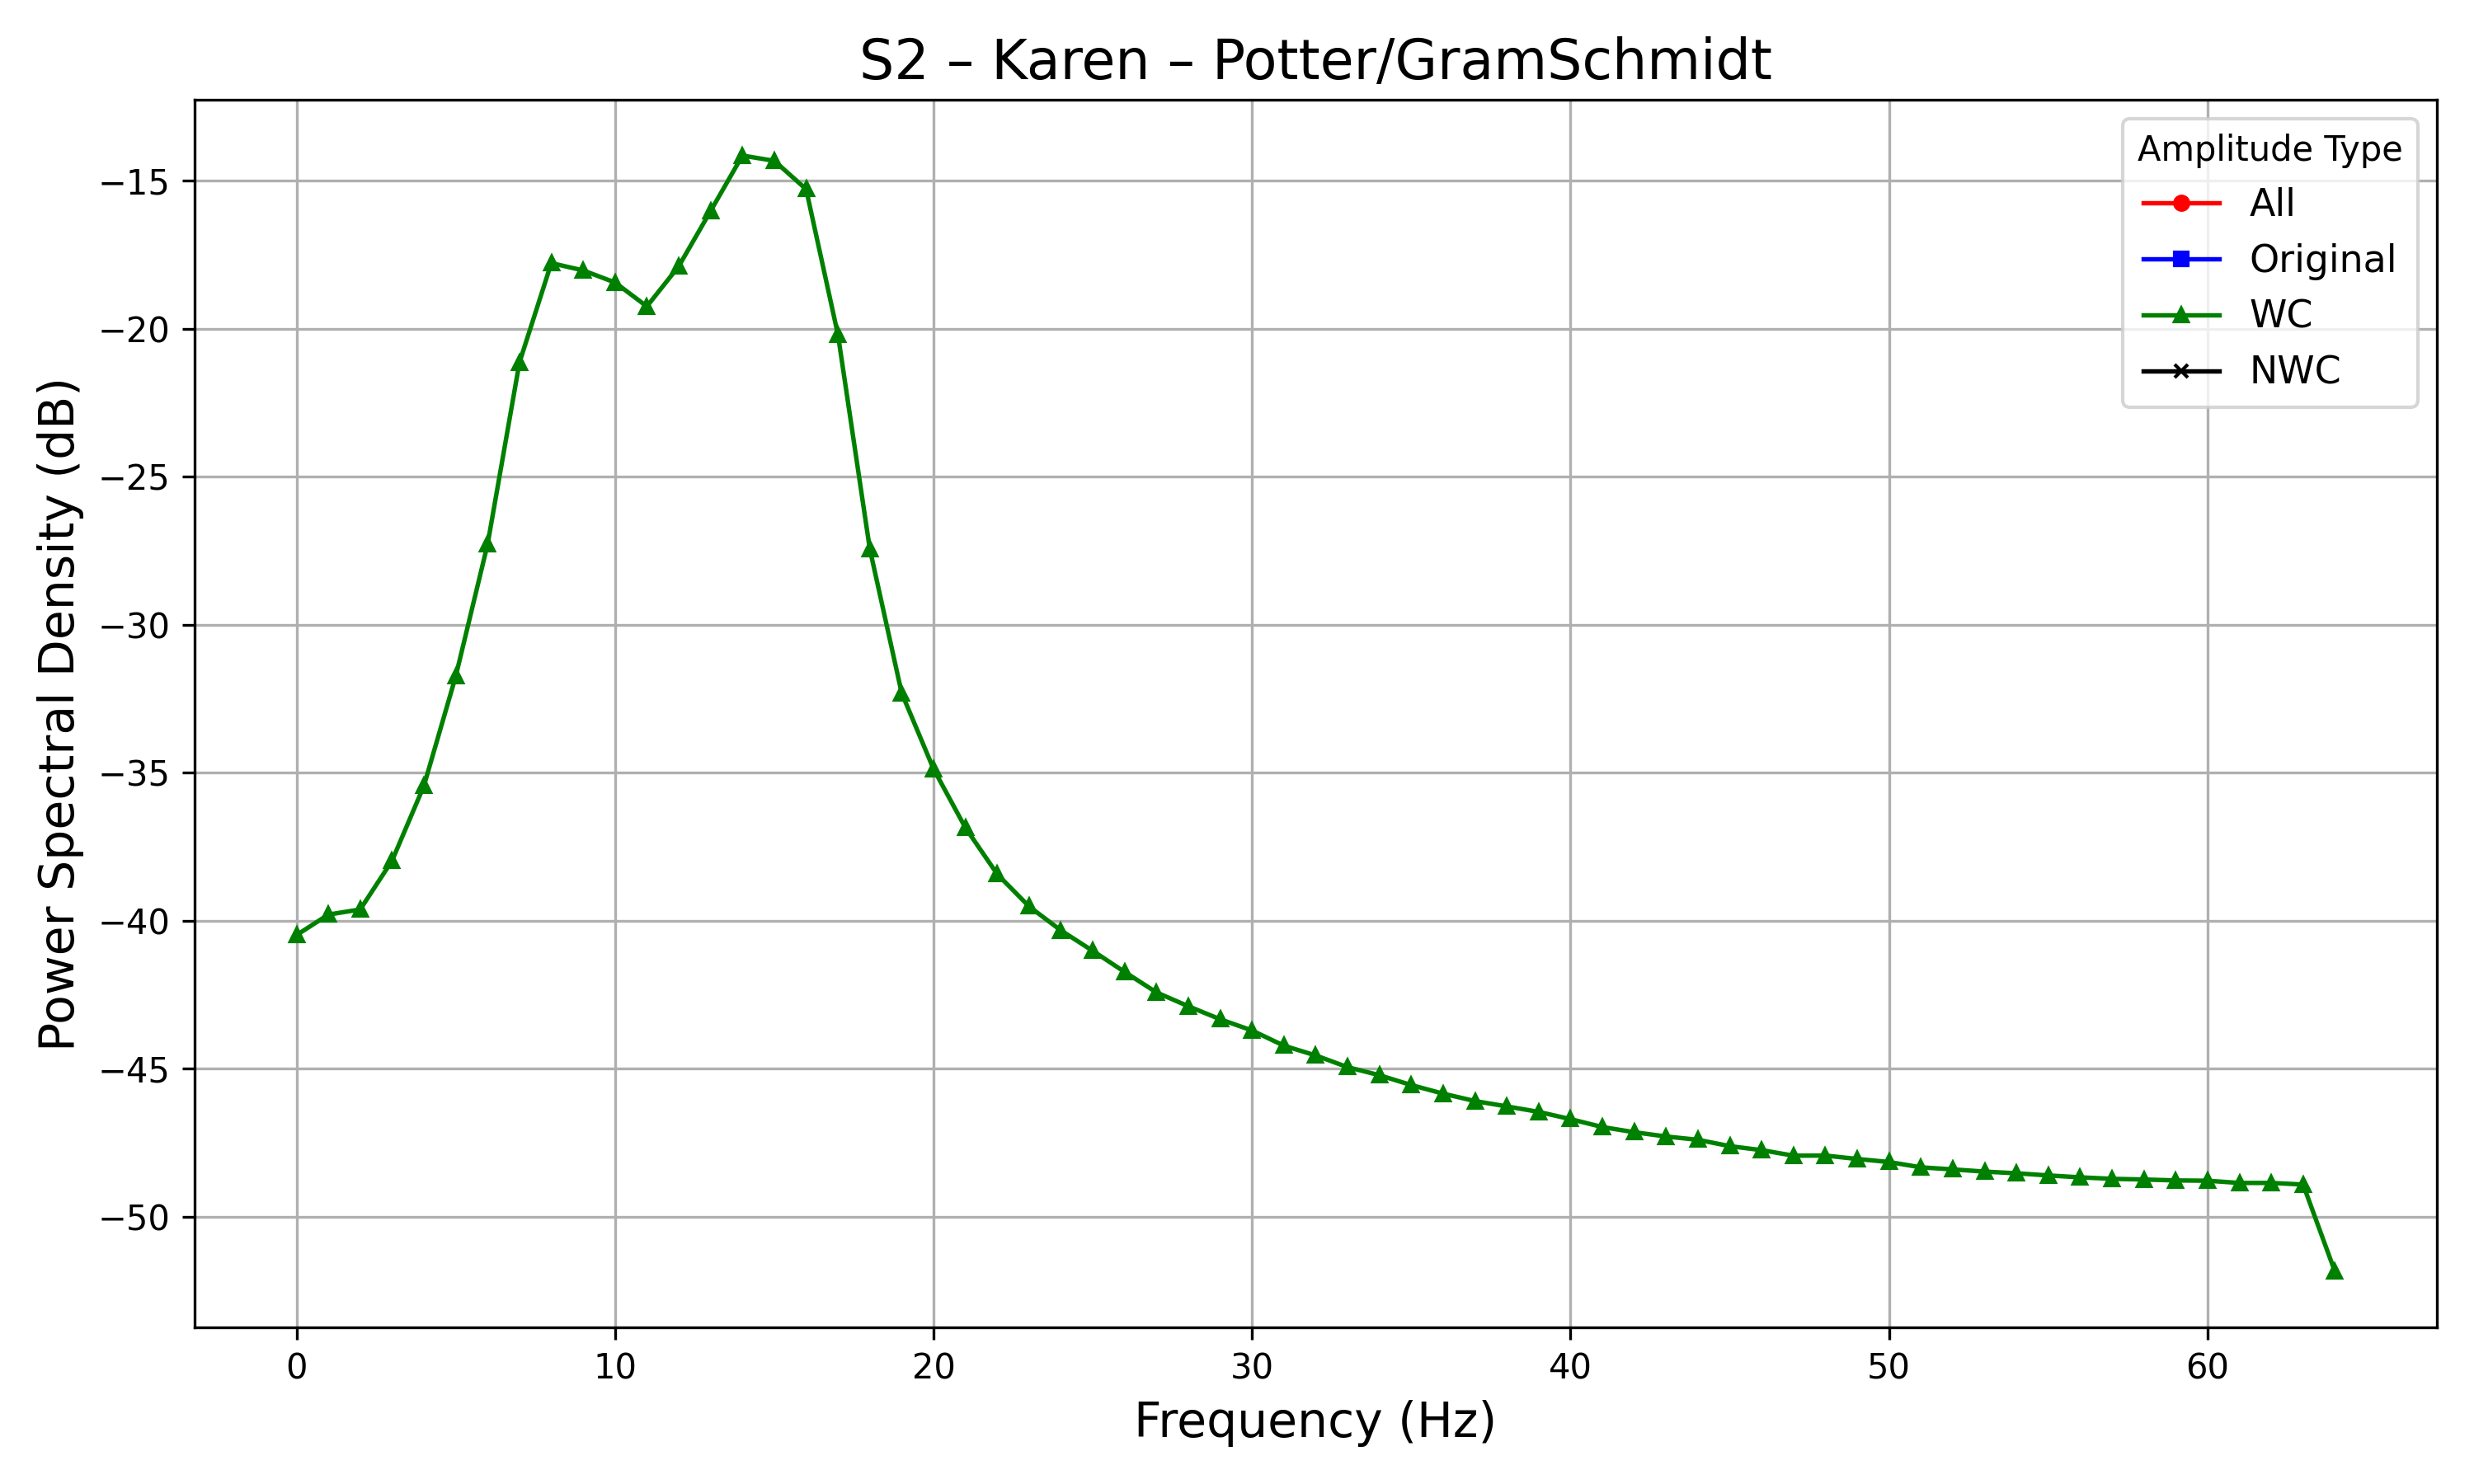 S2 – Karen – Potter/GramSchmidt
Power Spectral Density (dB)
−15
−20
−25
−30
−35
−40
−45
−50
Amplitude Type
All
Original
WC
NWC
0 10 20 30 40 50 60
Frequency (Hz)